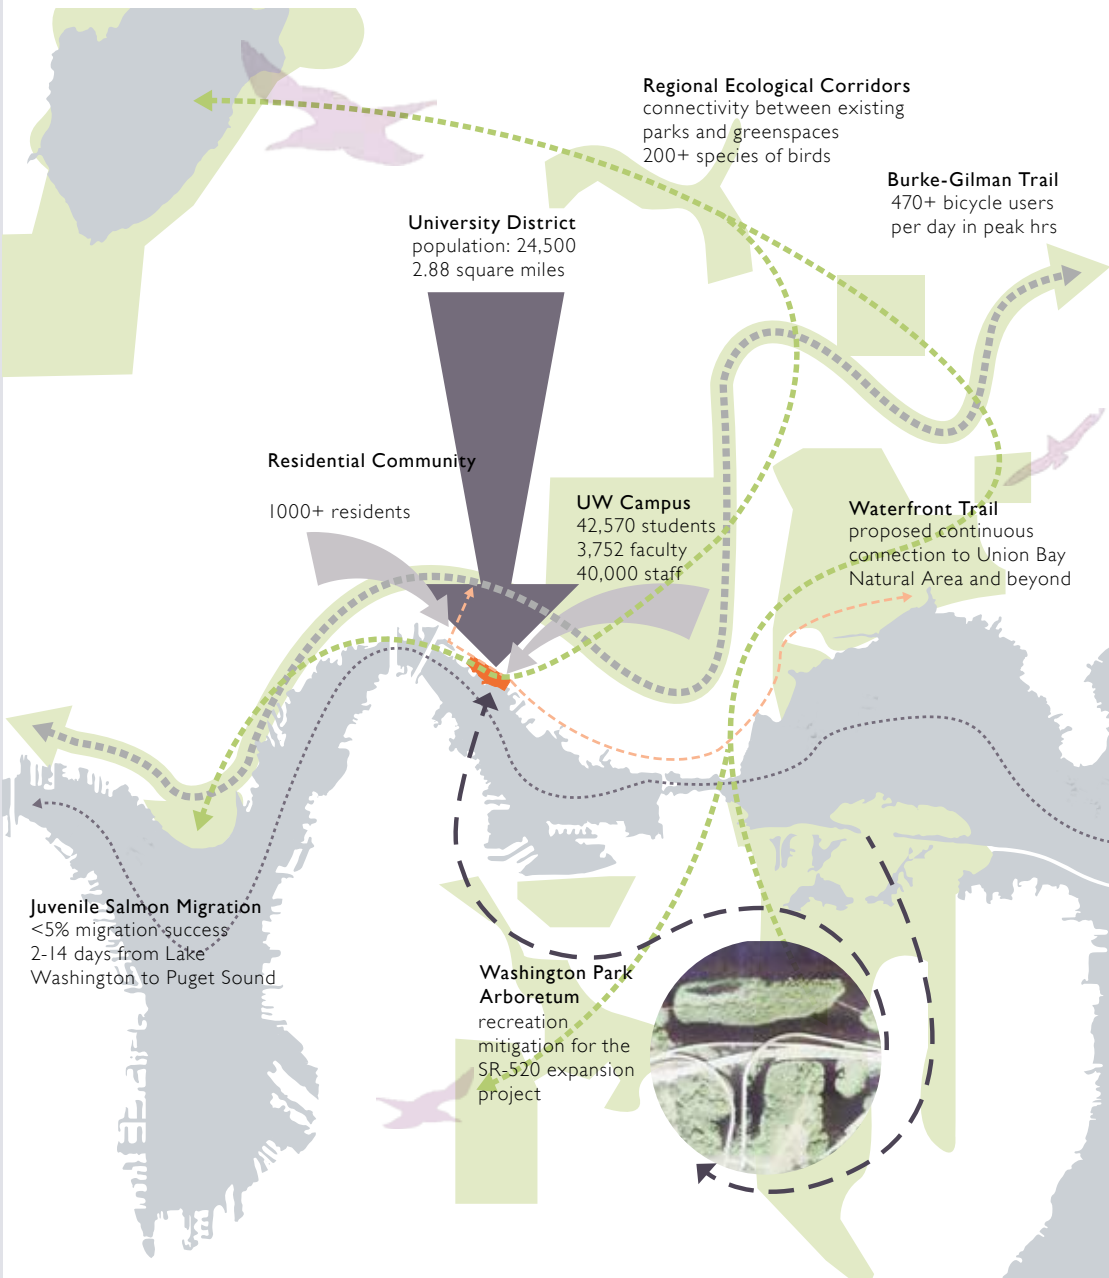 Regional Ecological Corridors
connectivity between existing
parks and greenspaces
200+ species of birds
Burke-Gilman Trail
470+ bicycle users
per day in peak hrs
University District
population: 24,500
2.88 square miles
Residential Community
1000+ residents
UW Campus
42,570 students
3,752 faculty
40,000 staff
Waterfront Trail
proposed continuous
connection to Union Bay
Natural Area and beyond
Juvenile Salmon Migration
<5% migration success
2-14 days from Lake
Washington to Puget Sound
Washington Park
Arboretum
recreation
mitigation for the
SR-520 expansion
project